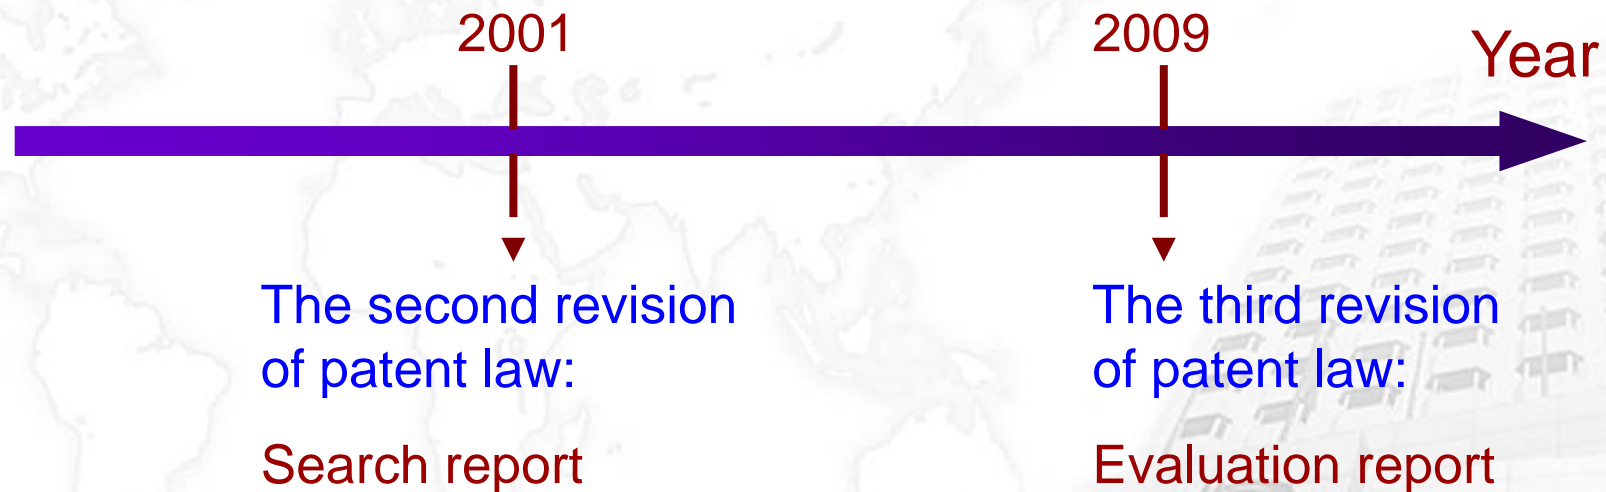 2001
2009
Year
The second revision
of patent law:
Search report
The third revision
of patent law:
Evaluation report